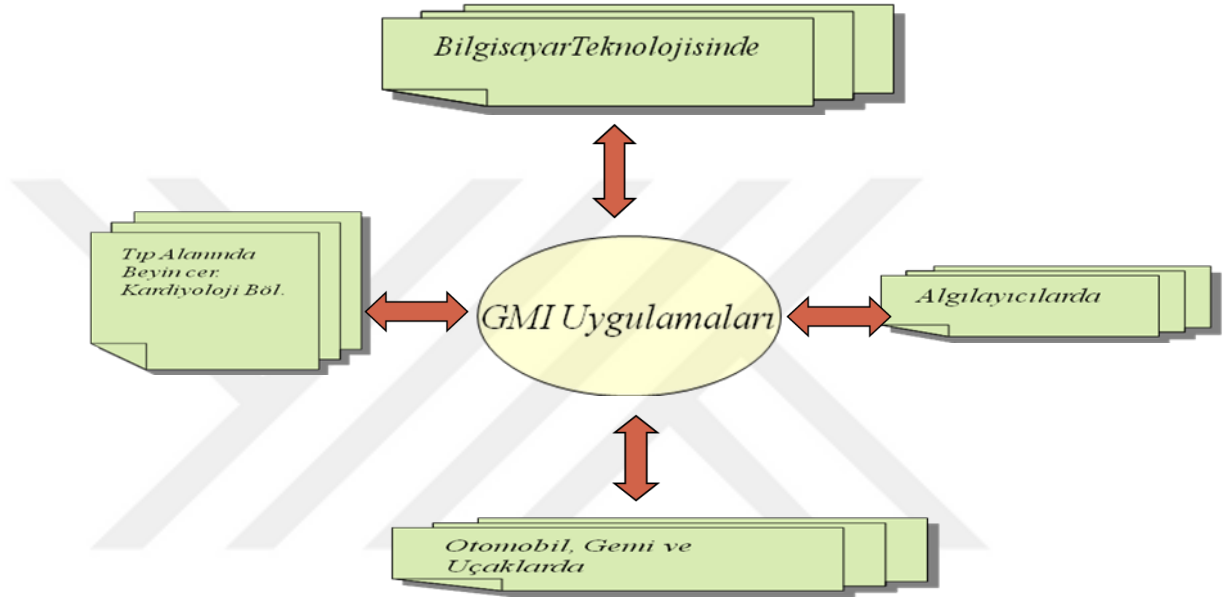 BilgisayarTeknolojisinde
Tıp Alanında
Beyin cer.
Kardiyoloji Böl.
GMI Uygulamaları
Algılayıcılarda
Otomobil, Gemi ve
Uçaklarda